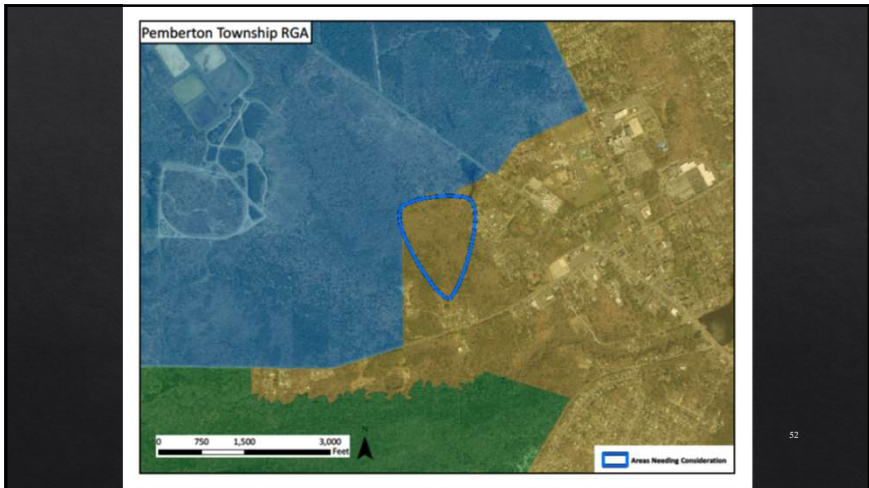 Pemberton Township RGA
0 750 1,500 3,000
Feet
N
Areas Needing Consideration
52